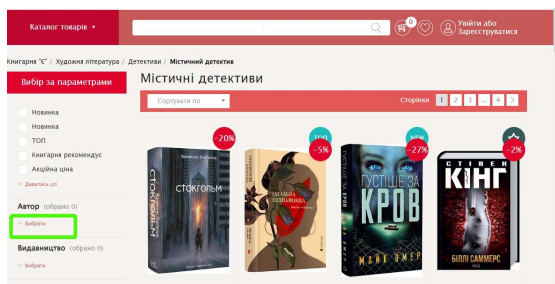 Каталог товарів
0
Увійти або
Зареєструватися
Книгарня "Є" / Художня література / Детективи / Містичний детектив
Вибір за параметрами
Містичні детективи
Сортувати по
Сторінки 1 2 3 ... 4 >
Новинка
Новинка
ТОП
Книгарня рекомендує
Акційна ціна
Дивитись усі
Автор (обрано 0)
Вибрати
Видавництво (обрано 0)
Вибрати
-20%
СТОКГОЛЬМ
СТОКГОЛЬМ
ТОП
-5%
ІДЕАЛЬНА
НЕЗНАЙОМКА
NEW
-27%
ГУСТІШЕ ЗА
КРОВ
МАЙК ОМЕР
-2%
СТІВЕН
КІНГ
БІЛЛІ САММЕРС